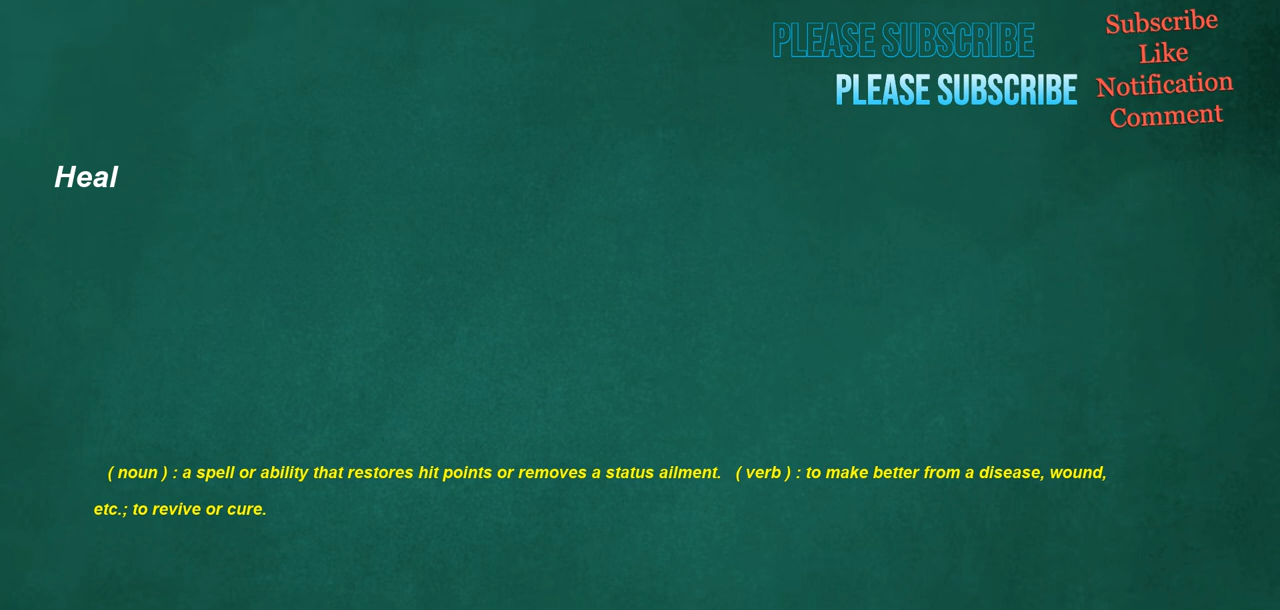 PLEASE SUBSCRIBE
PLEASE SUBSCRIBE
Subscribe
Like
Notification
Comment
Heal
( noun ) : a spell or ability that restores hit points or removes a status ailment. ( verb ) : to make better from a disease, wound,
etc.; to revive or cure.